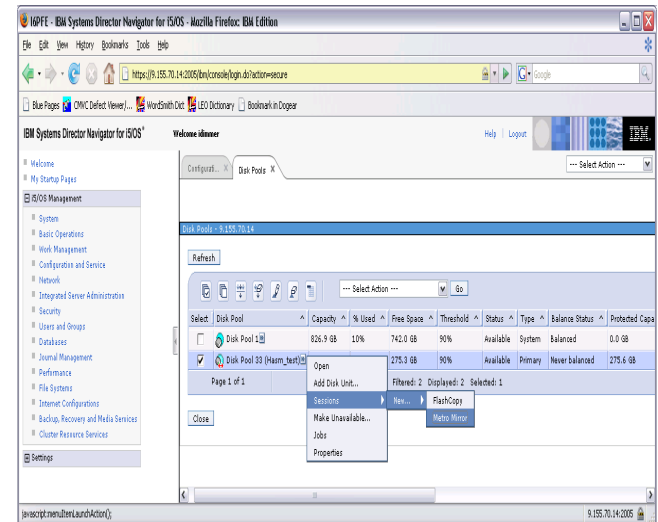 I6PFE - IBM Systems Director Navigator for i5/OS - Mozilla Firefox: IBM Edition
File Edit View History Bookmarks Tools Help
https://9.155.70.14:2005/ibm/console/login.do?action=secure
Google
Blue Pages CMVC Defect Viewer/... WordSmith Dict LEO Dictionary Bookmark in Dogear
IBM Systems Director Navigator for i5/OS® Welcome idimmer Help Logout IBM.
Welcome
My Startup Pages
i5/OS Management
System
Basic Operations
Work Management
Configuration and Service
Network
Integrated Server Administration
Security
Users and Groups
Databases
Journal Management
Performance
File Systems
Internet Configurations
Backup, Recovery and Media Services
Cluster Resource Services
Settings
Configurati... X Disk Pools X --- Select Action ---
Disk Pools - 9.155.70.14
Refresh
--- Select Action --- Go
Select Disk Pool Capacity % Used Free Space Threshold Status Type Balance Status Protected Capa
Disk Pool 1 826.9 GB 10% 742.0 GB 90% Available System Balanced 0.0 GB
Disk Pool 33 (Hasm_test) 275.3 GB 90% Available Primary Never balanced 275.6 GB
Page 1 of 1 Filtered: 2 Displayed: 2 Selected: 1
Open
Add Disk Unit...
Sessions
Make Unavailable...
Jobs
Properties
New...
FlashCopy
Metro Mirror
Close
javascript:menuItemLaunchAction(); 9.155.70.14:2005